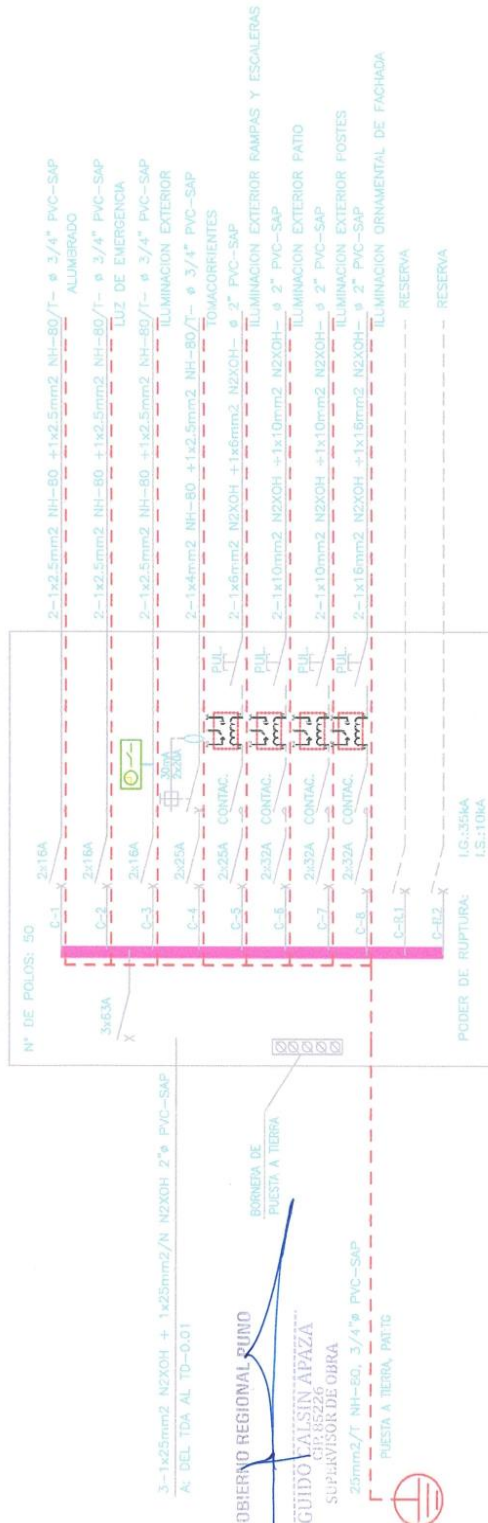 N° DE POLOS: 50
3-1x25mm2 N2XOH + 1x25mm2/N N2XOH 2"ø PVC-SAP
A: DEL TDA AL TD-0.01
3x63A
C-1
2x16A
2-1x2.5mm2 NH-80 +1x2.5mm2 NH-80/T- ø 3/4" PVC-SAP
ALUMBRADO
C-2
2x16A
2-1x2.5mm2 NH-80 +1x2.5mm2 NH-80/T- ø 3/4" PVC-SAP
LUZ DE EMERGENCIA
C-3
2x16A
2-1x2.5mm2 NH-80 +1x2.5mm2 NH-80/T- ø 3/4" PVC-SAP
ILUMINACION EXTERIOR
C-4
2x25A
30mA
2x20A
2-1x4mm2 NH-80 +1x2.5mm2 NH-80/T- ø 3/4" PVC-SAP
TOMACORRIENTES
C-5
2x25A
CONTAC.
PUL
2-1x6mm2 N2XOH +1x6mm2 N2XOH- ø 2" PVC-SAP
ILUMINACION EXTERIOR RAMPAS Y ESCALERAS
C-6
2x32A
CONTAC.
PUL
2-1x10mm2 N2XOH +1x10mm2 N2XOH- ø 2" PVC-SAP
ILUMINACION EXTERIOR PATIO
C-7
2x32A
CONTAC.
PUL
2-1x10mm2 N2XOH +1x10mm2 N2XOH- ø 2" PVC-SAP
ILUMINACION EXTERIOR POSTES
C-8
2x32A
CONTAC.
PUL
2-1x16mm2 N2XOH +1x16mm2 N2XOH- ø 2" PVC-SAP
ILUMINACION ORNAMENTAL DE FACHADA
C-R1
RESERVA
C-R2
RESERVA
BORNERA DE
PUESTA A TIERRA
OBIERNO REGIONAL PUNO
GUIDO CALSIN APAZA
CIP. 85226
SUPERVISOR DE OBRA
25mm2/T NH-80, 3/4"ø PVC-SAP
PUESTA A TIERRA, PAT-TG
PODER DE RUPTURA:
I.G.:35kA
I.S.:10kA